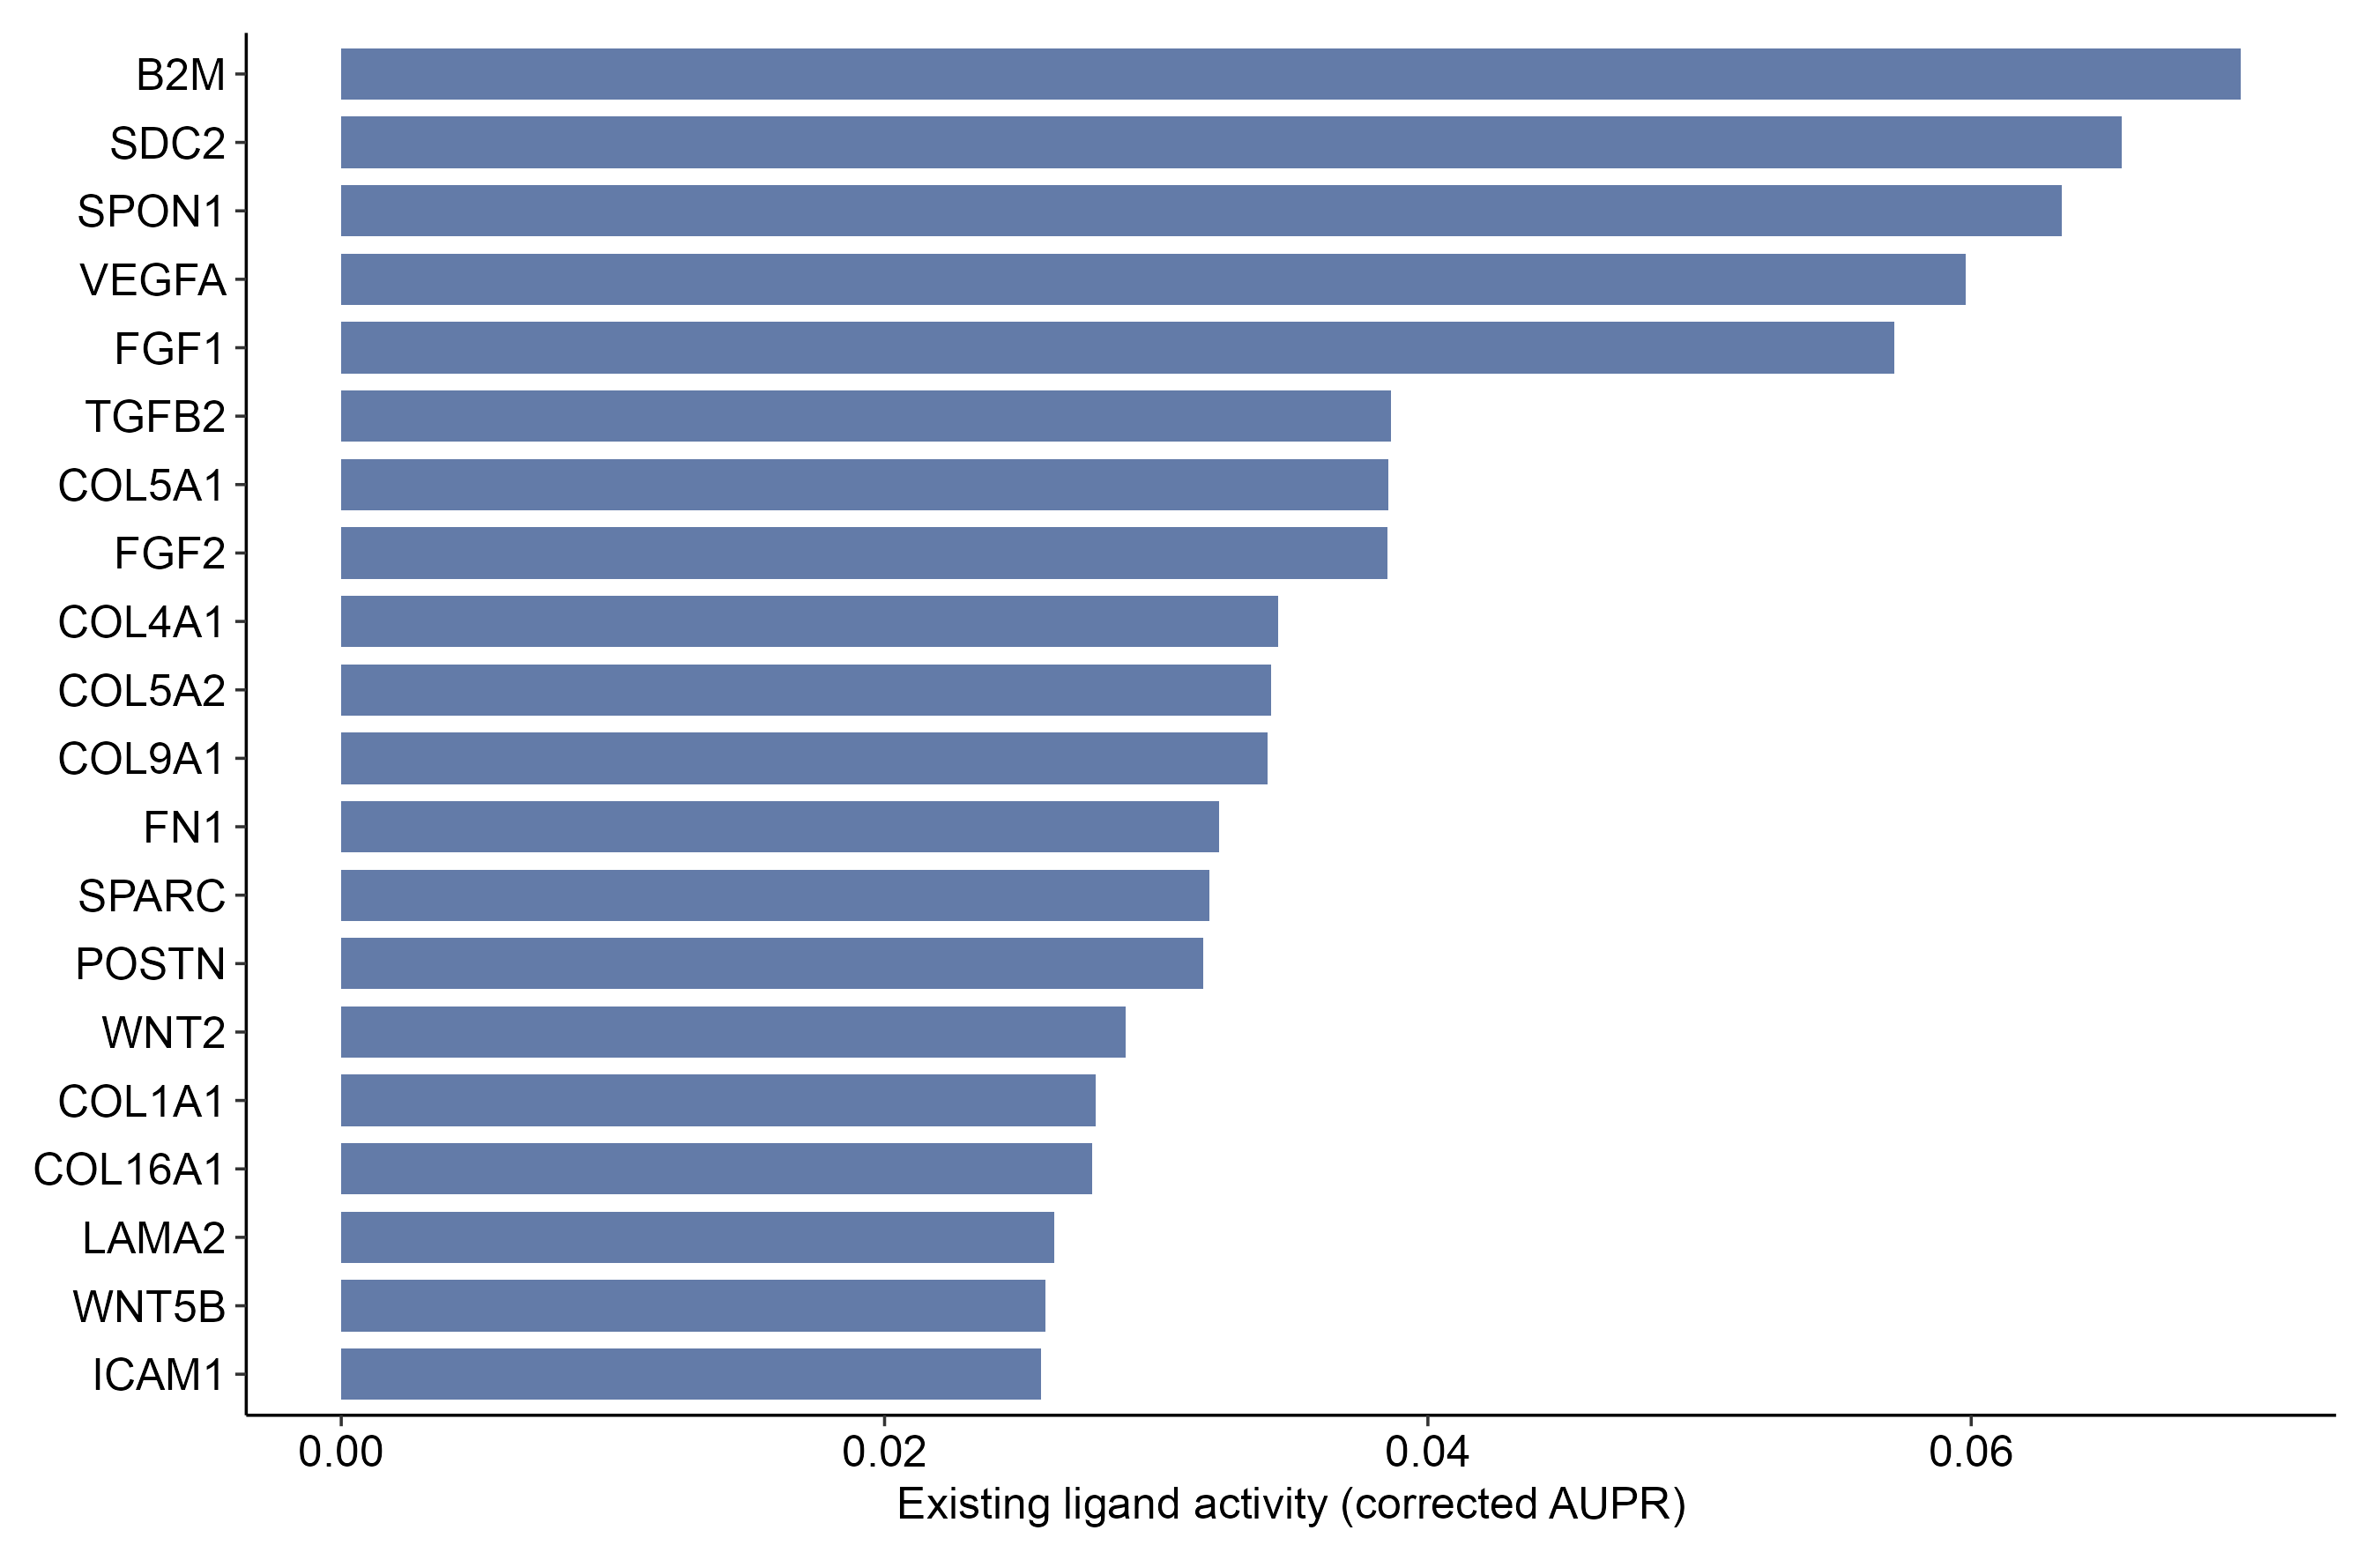 B2M
SDC2
SPON1
VEGFA
FGF1
TGFB2
COL5A1
FGF2
COL4A1
COL5A2
COL9A1
FN1
SPARC
POSTN
WNT2
COL1A1
COL16A1
LAMA2
WNT5B
ICAM1
0.00 0.02 0.04 0.06
Existing ligand activity (corrected AUPR)